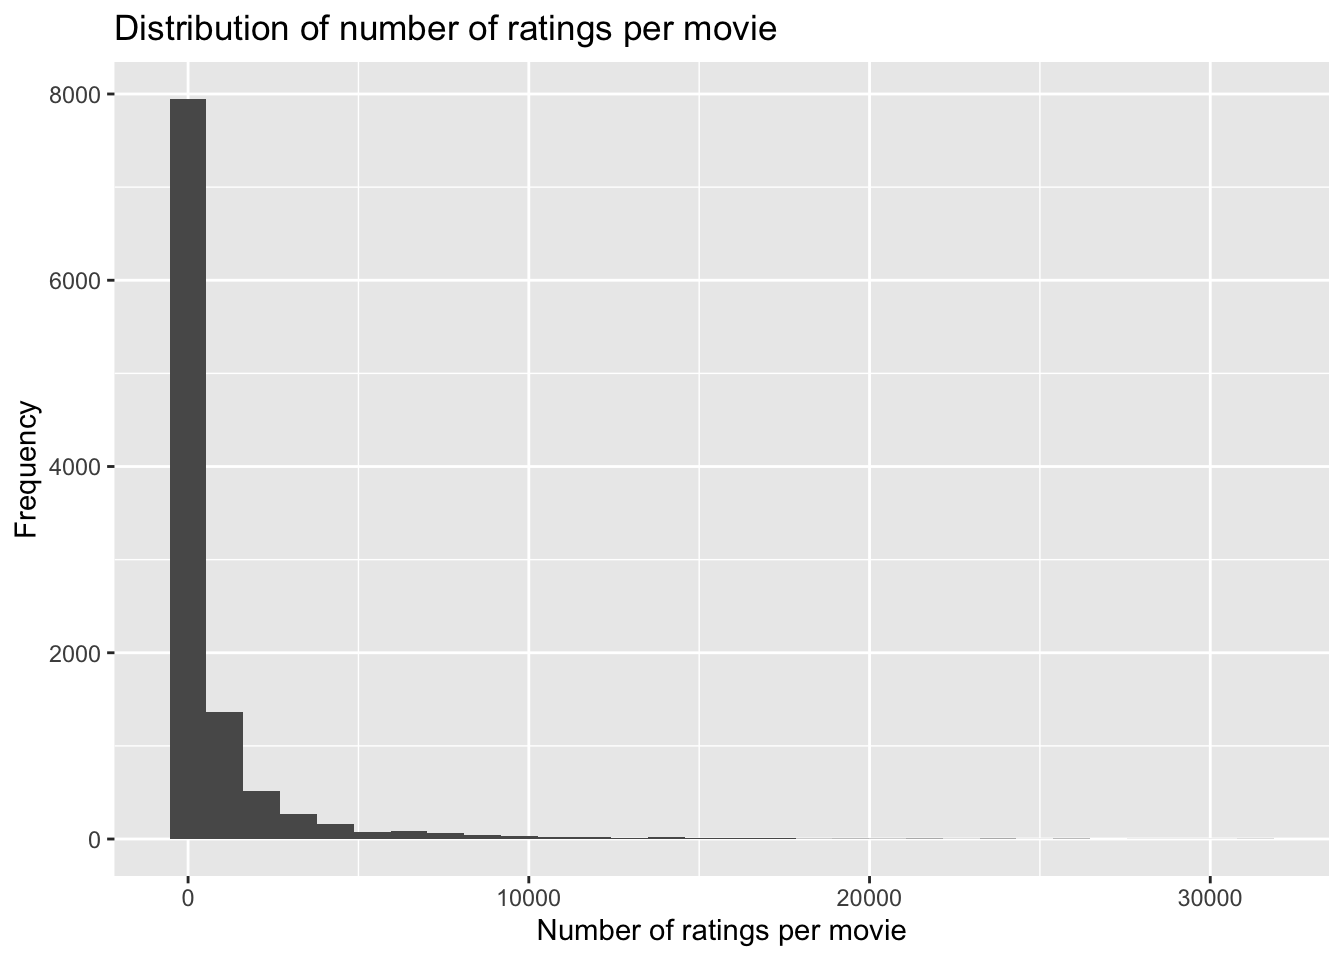 Distribution of number of ratings per movie
8000
6000
4000
2000
0
Frequency
0 10000 20000 30000
Number of ratings per movie